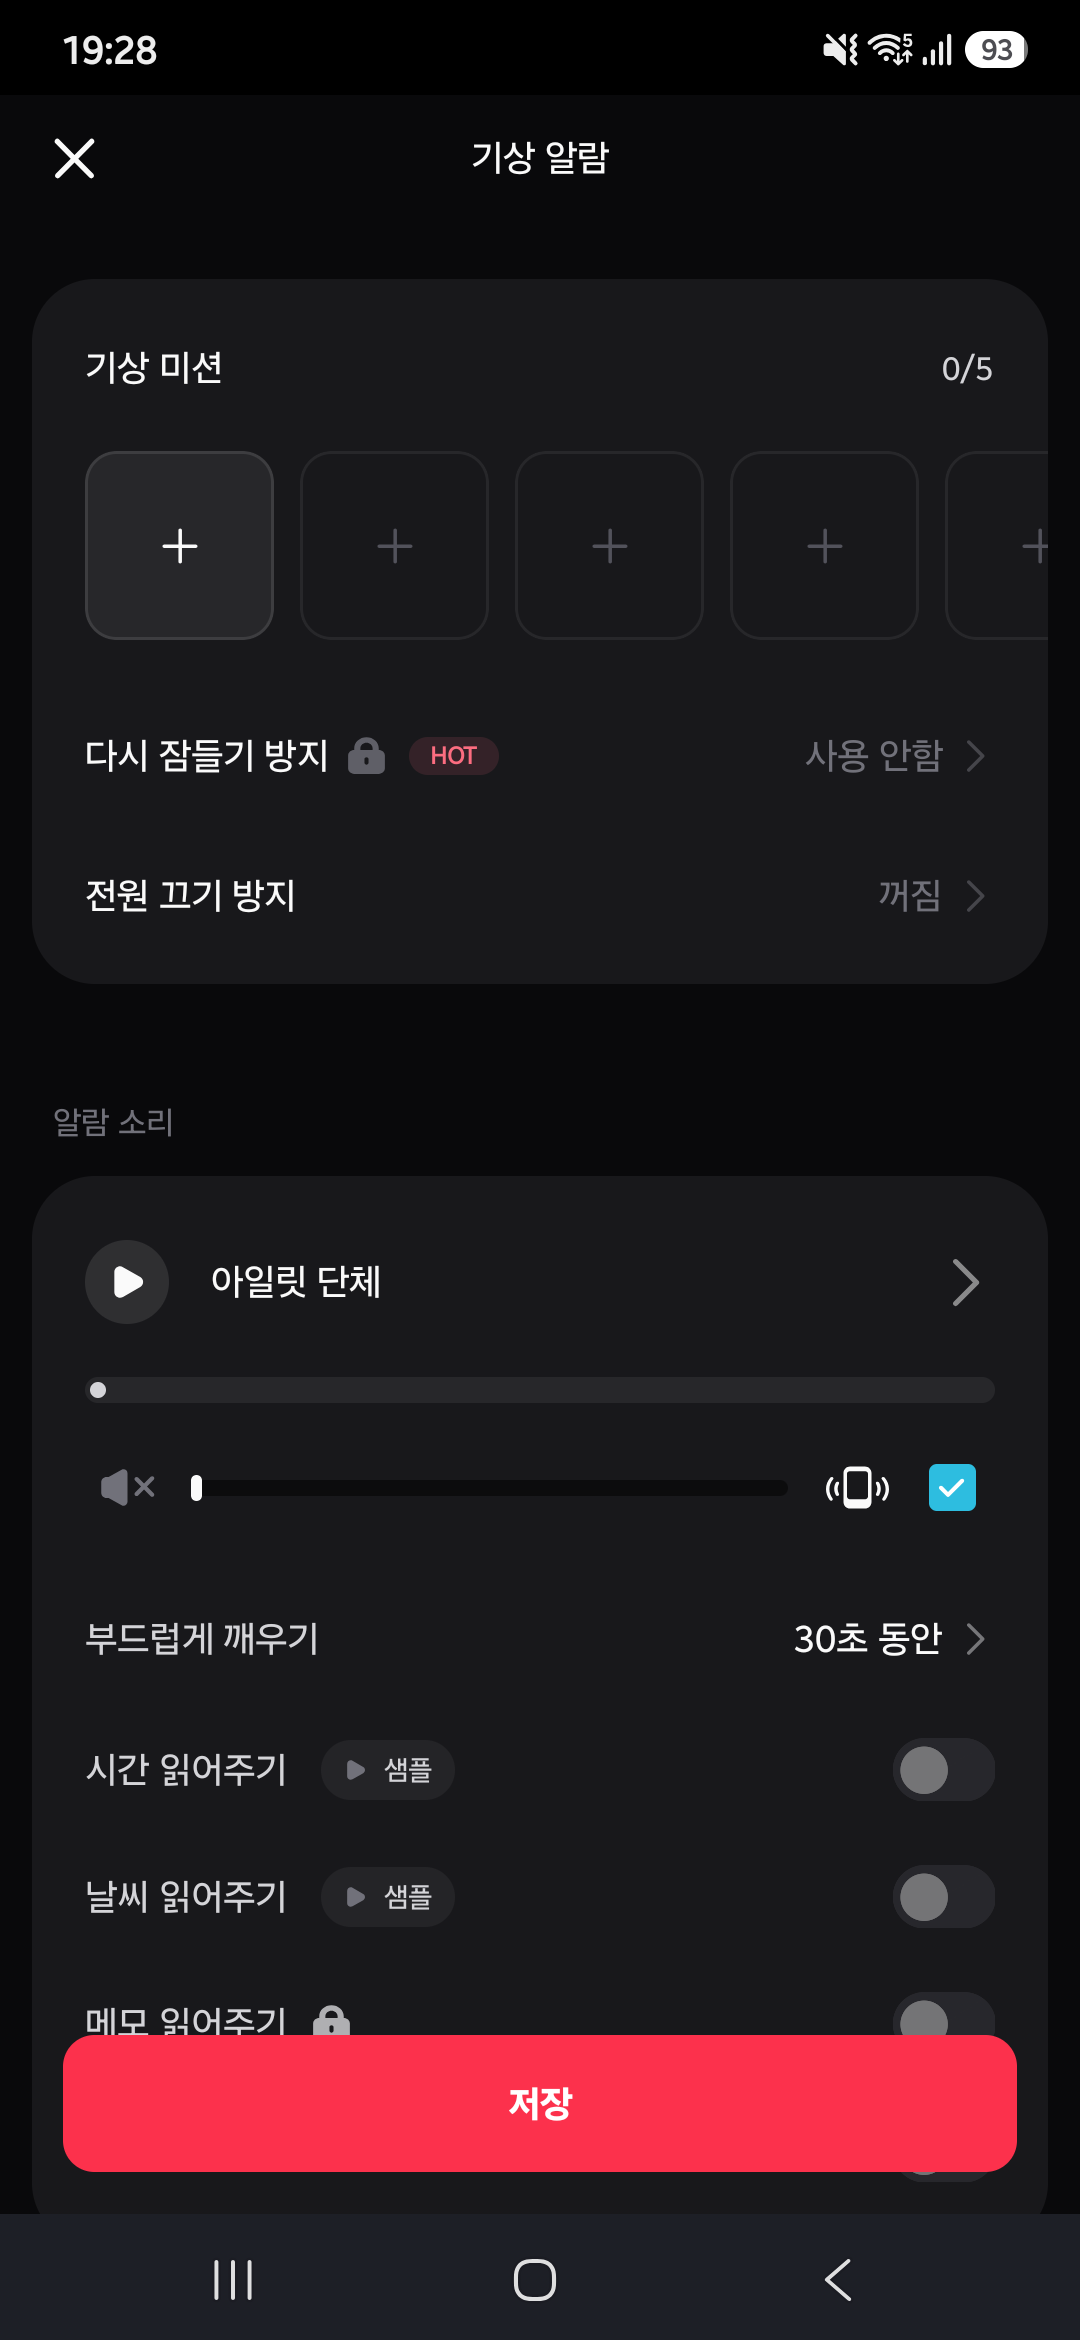 19:28 5 93
기상 알람
기상 미션 0/5
다시 잠들기 방지 HOT 사용 안함
전원 끄기 방지 꺼짐
알람 소리
아일릿 단체
부드럽게 깨우기 30초 동안
시간 읽어주기 샘플
날씨 읽어주기 샘플
메모 읽어주기
저장